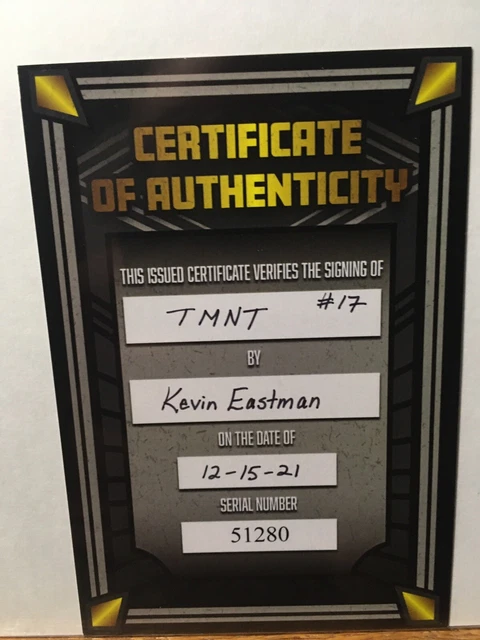 CERTIFICATE
OF AUTHENTICITY
THIS ISSUED CERTIFICATE VERIFIES THE SIGNING OF
TMNT #17
BY
Kevin Eastman
ON THE DATE OF
12-15-21
SERIAL NUMBER
51280